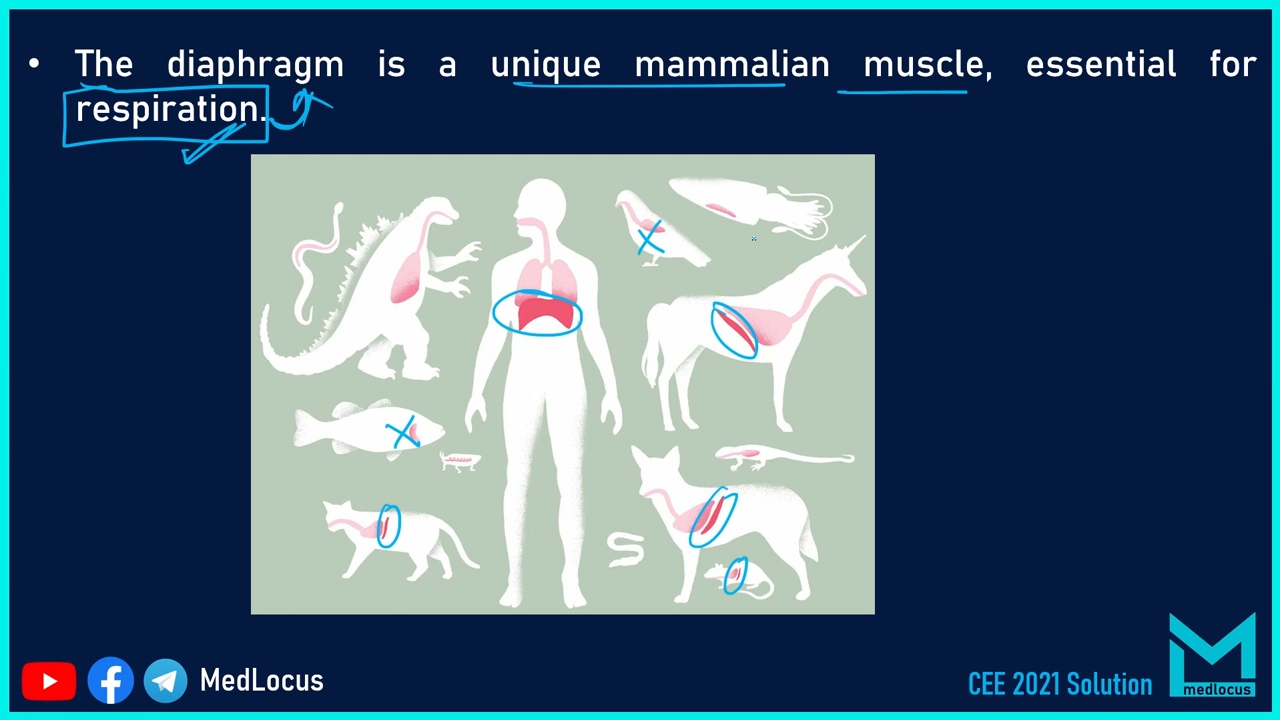 • The diaphragm is a unique mammalian muscle, essential for
respiration.
MedLocus
CEE 2021 Solution
medlocus